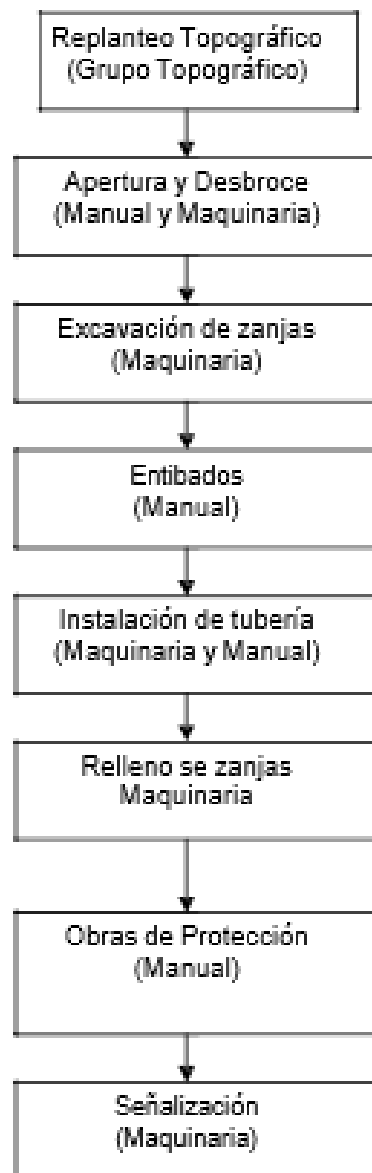 Replanteo Topográfico
(Grupo Topográfico)
Apertura y Desbroce
(Manual y Maquinaria)
Excavación de zanjas
(Maquinaria)
Entibados
(Manual)
Instalación de tubería
(Maquinaria y Manual)
Relleno se zanjas
Maquinaria
Obras de Protección
(Manual)
Señalización
(Maquinaria)